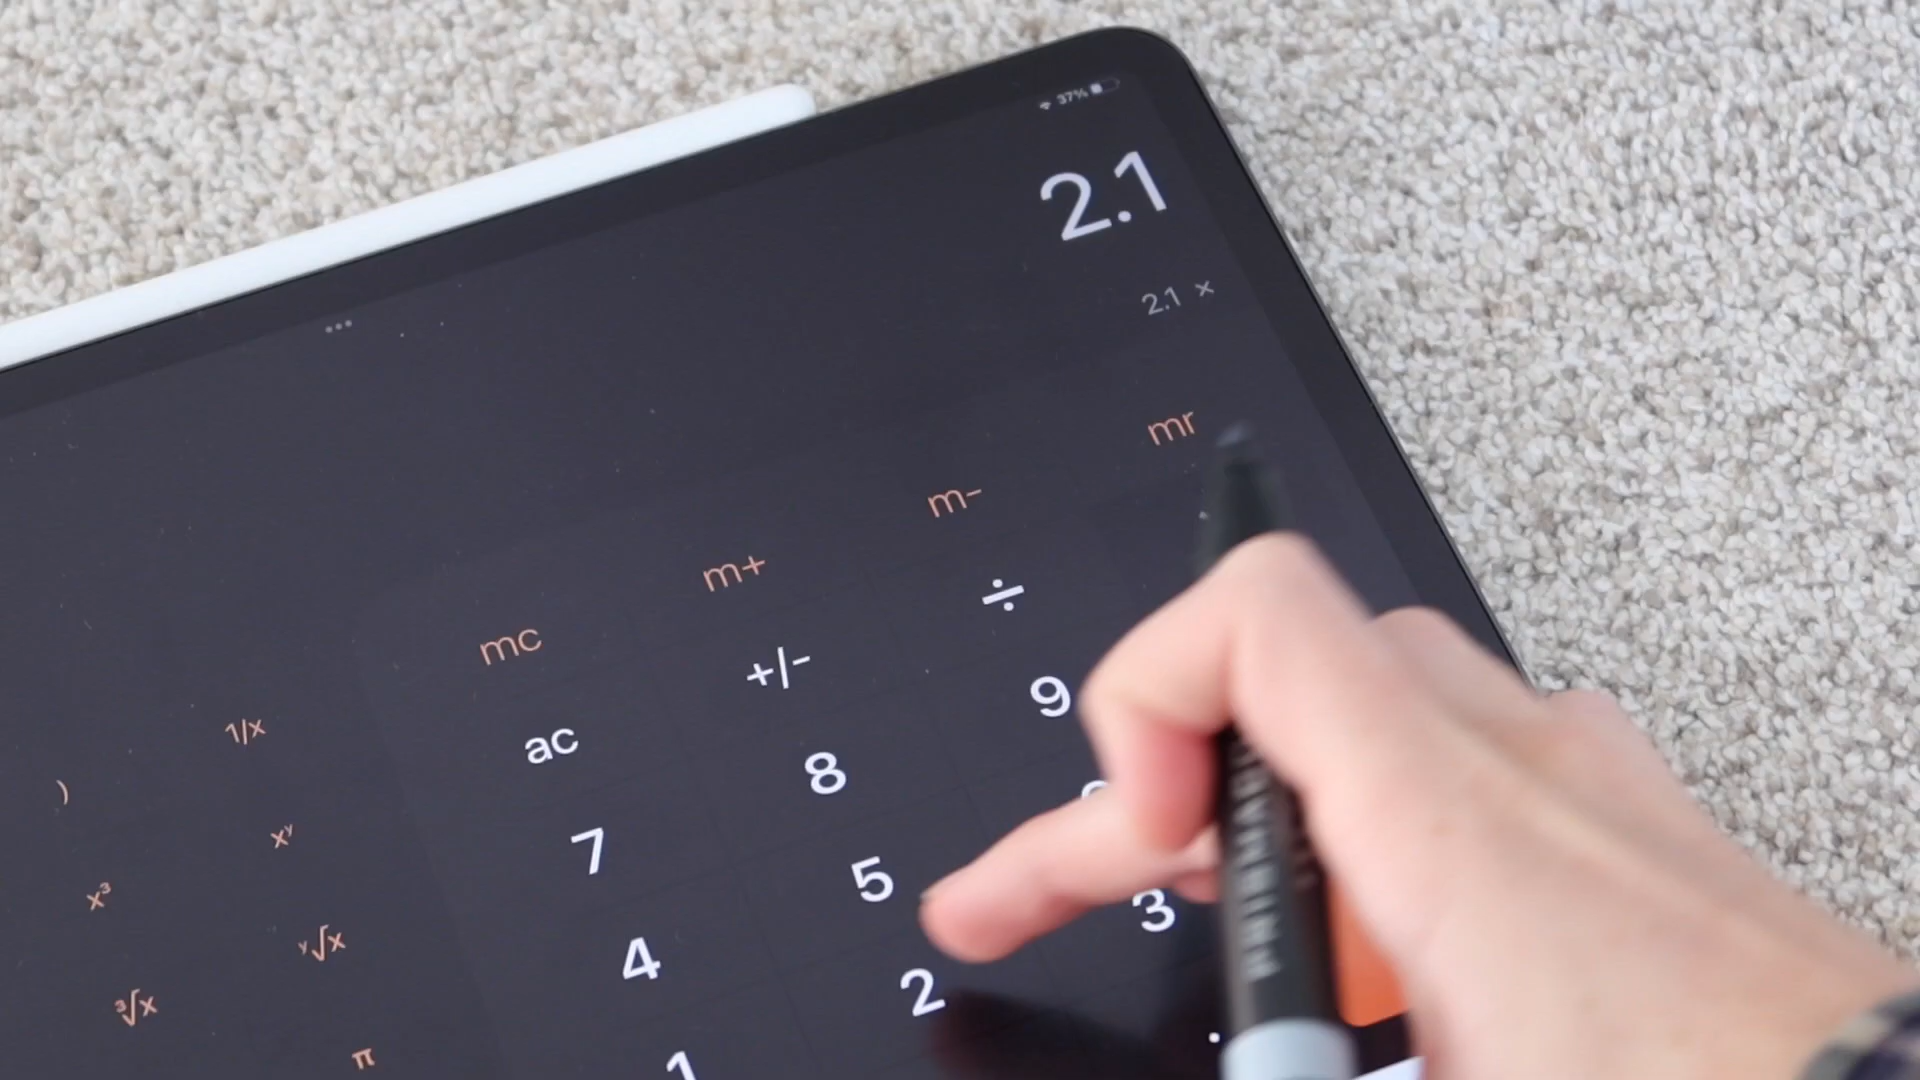 37%
2.1
2.1 ×
mc m+ m- mr
ac +/- ÷
7 8 9
4 5
1 2 3
.
) 1/x
x³ xʸ
³√x ʸ√x
π